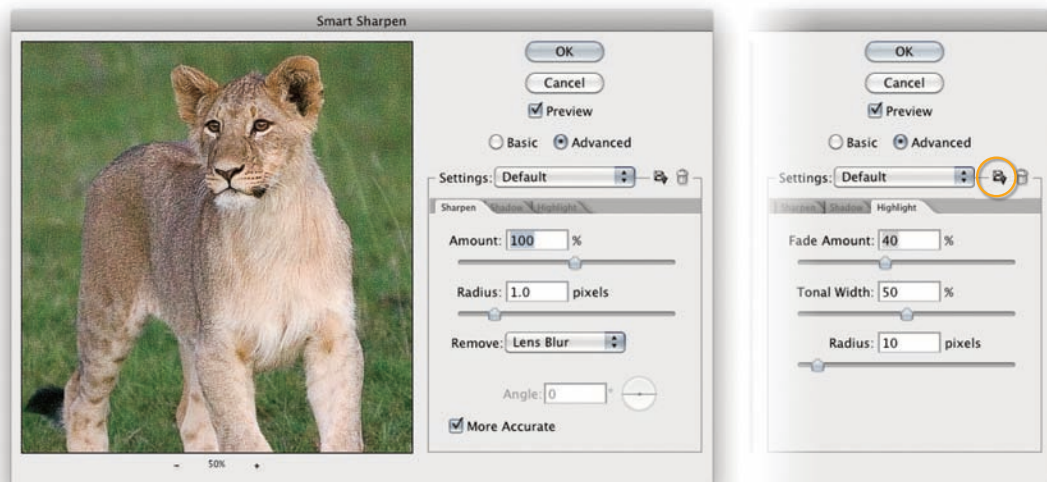 Smart Sharpen
OK
Cancel
Preview
Basic Advanced
Settings: Default
Sharpen Shadow Highlight
Amount: 100 %
Radius: 1.0 pixels
Remove: Lens Blur
Angle: 0 °
More Accurate
- 50% +
OK
Cancel
Preview
Basic Advanced
Settings: Default
Sharpen Shadow Highlight
Fade Amount: 40 %
Tonal Width: 50 %
Radius: 10 pixels